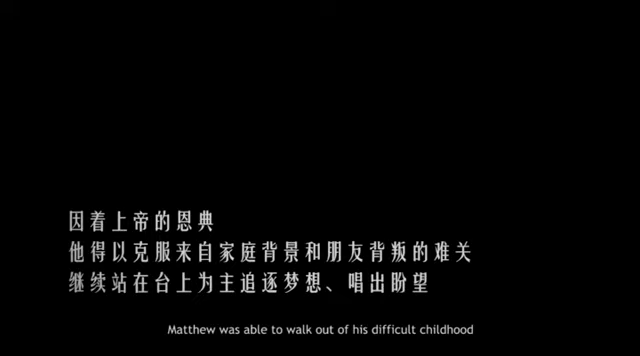 因着上帝的恩典
他得以克服来自家庭背景和朋友背叛的难关
继续站在台上为主追逐梦想、唱出盼望
Matthew was able to walk out of his difficult childhood